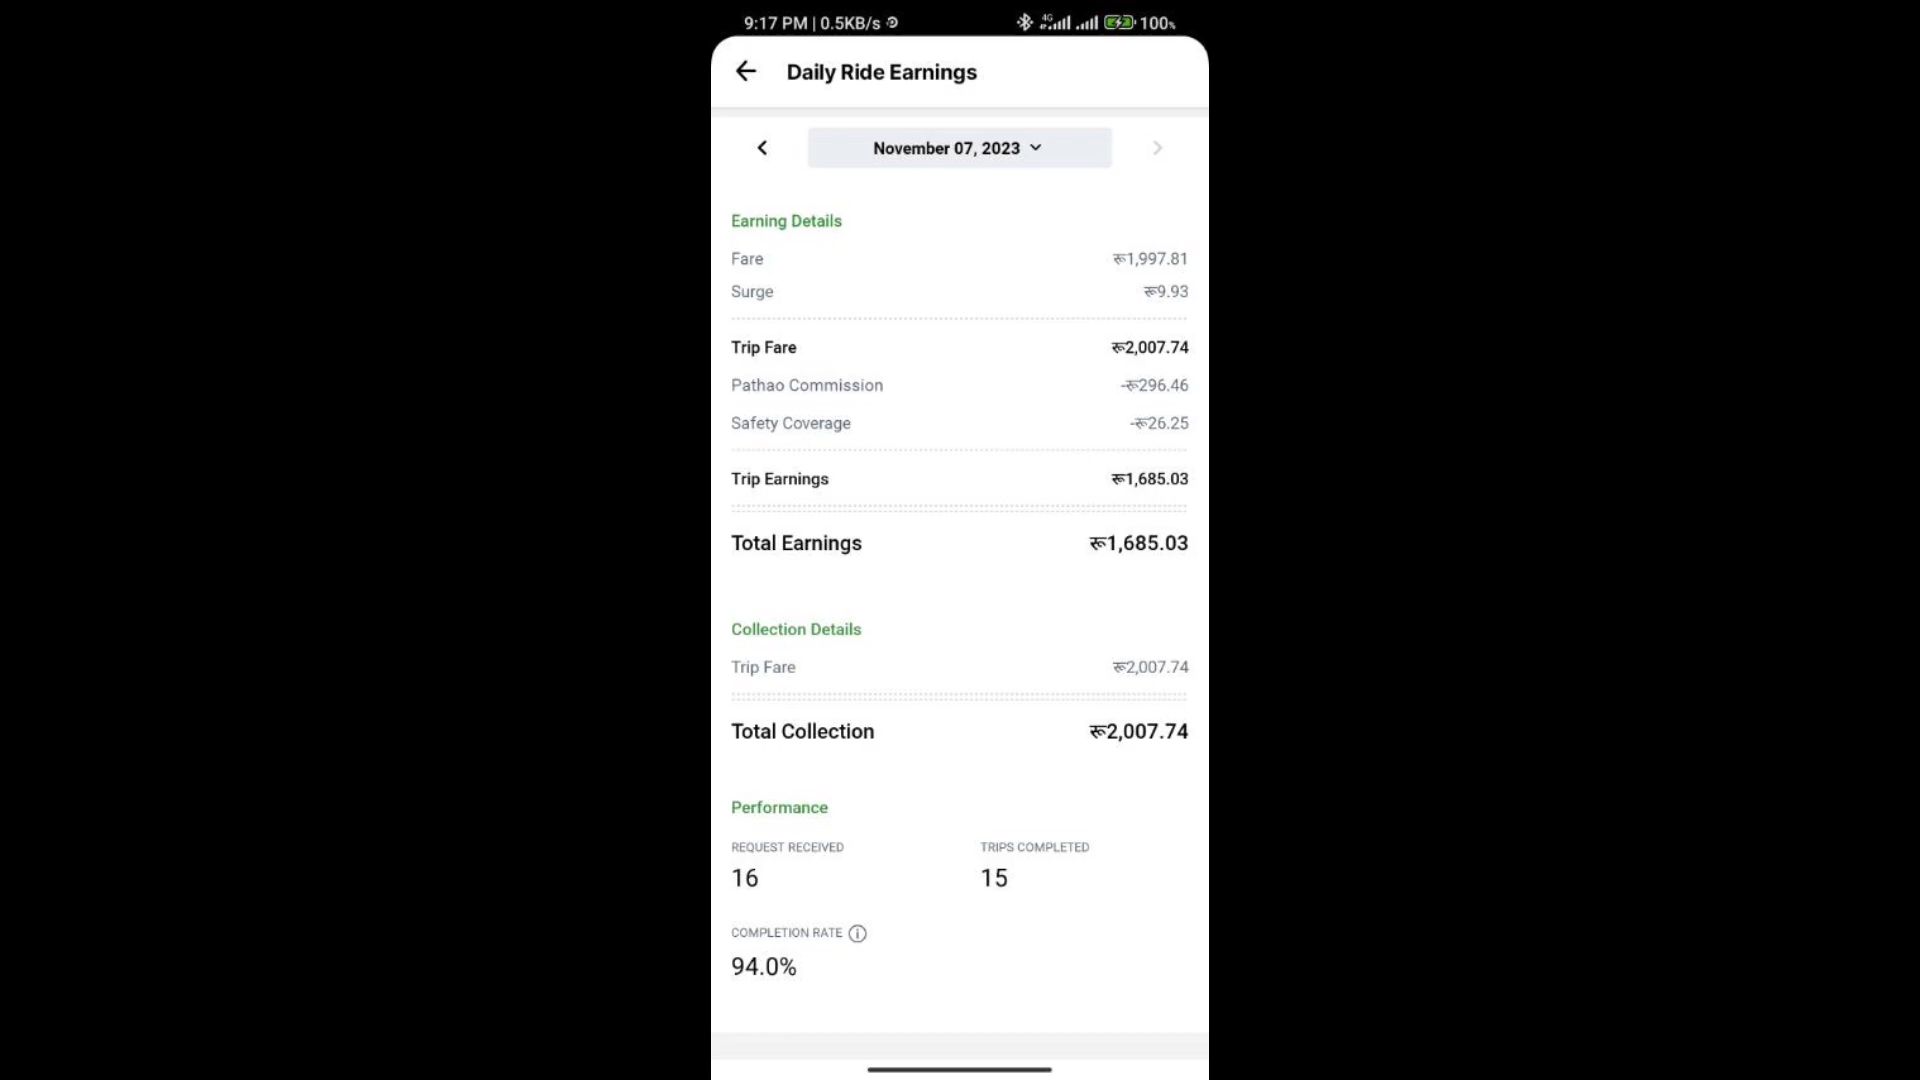 9:17 PM | 0.5KB/s
4G 100%
Daily Ride Earnings
November 07, 2023
Earning Details
Fare रू1,997.81
Surge रू9.93
Trip Fare रू2,007.74
Pathao Commission -रू296.46
Safety Coverage -रू26.25
Trip Earnings रू1,685.03
Total Earnings रू1,685.03
Collection Details
Trip Fare रू2,007.74
Total Collection रू2,007.74
Performance
REQUEST RECEIVED TRIPS COMPLETED
16 15
COMPLETION RATE
94.0%